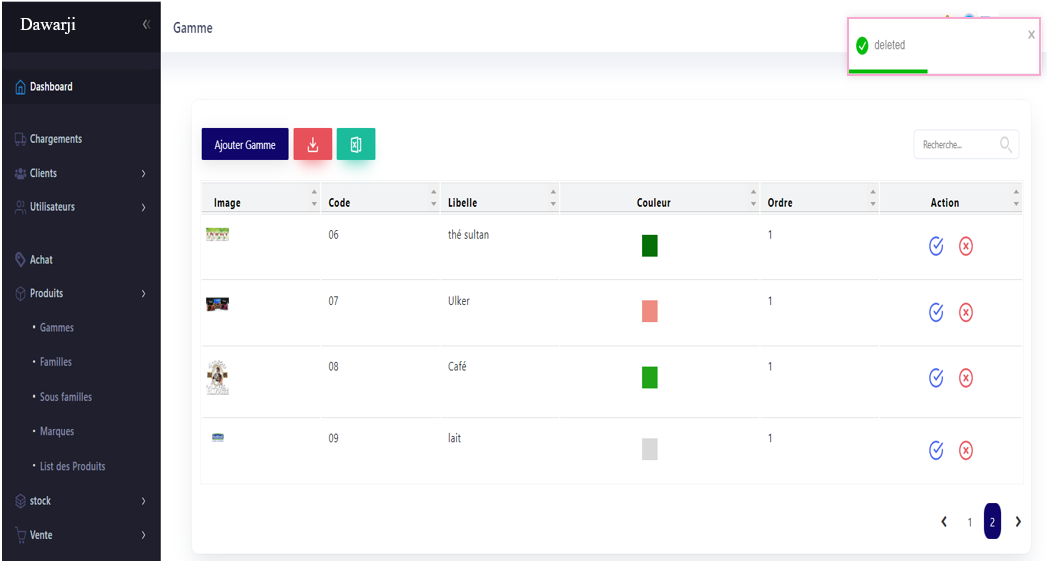 Dawarji
Gamme
deleted
x
Dashboard
Chargements
Clients
Utilisateurs
Achat
Produits
Gammes
Familles
Sous familles
Marques
List des Produits
stock
Vente
Ajouter Gamme
Recherche...
Image Code Libelle Couleur Ordre Action
06 thé sultan 1
07 Ulker 1
08 Café 1
09 lait 1
1 2